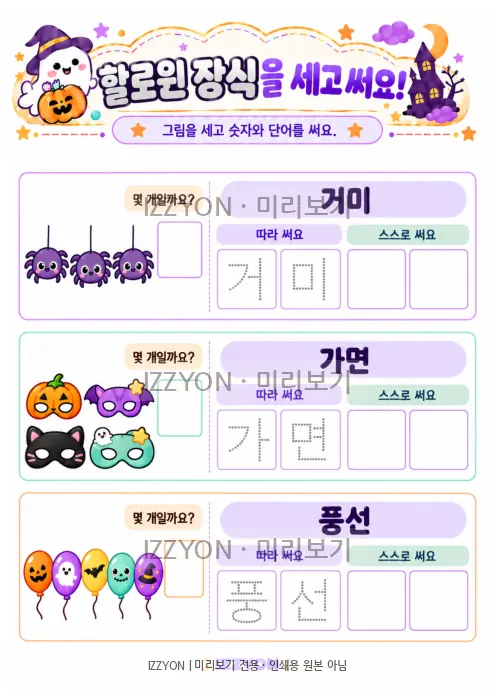 할로윈 장식을 세고 써요!
그림을 세고 숫자와 단어를 써요.
몇 개일까요?
거미
IZZYON · 미리보기
따라 써요
스스로 써요
거 미
몇 개일까요?
가면
IZZYON · 미리보기
따라 써요
스스로 써요
가 면
몇 개일까요?
풍선
IZZYON · 미리보기
따라 써요
스스로 써요
풍 선
IZZYON | 미리보기 전용 · 인쇄용 원본 아님